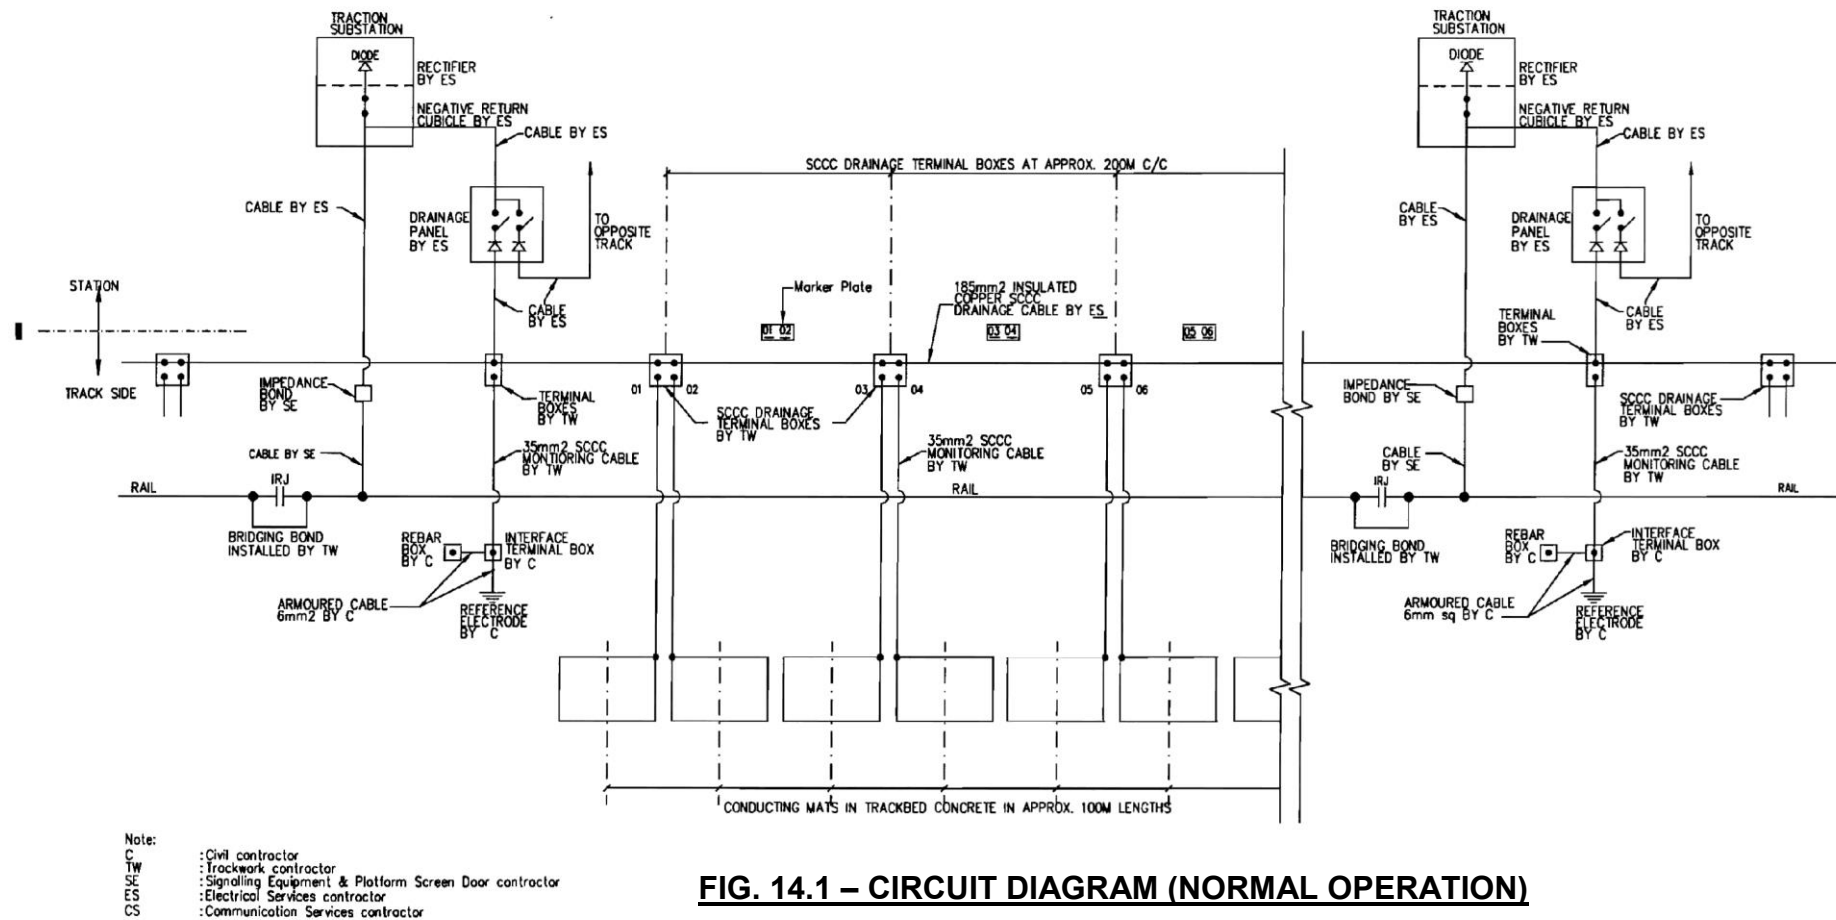 TRACTION
SUBSTATION
DIODE
RECTIFIER
BY ES
NEGATIVE RETURN
CUBICLE BY ES
CABLE BY ES
CABLE BY ES
DRAINAGE
PANEL
BY ES
TO
OPPOSITE
TRACK
CABLE
BY ES
STATION
TRACK SIDE
IMPEDANCE
BOND
BY SE
TERMINAL
BOXES
BY TW
CABLE BY SE
35mm2 SCCC
MONTIORING CABLE
BY TW
RAIL
IRJ
BRIDGING BOND
INSTALLED BY TW
REBAR
BOX
BY C
INTERFACE
TERMINAL BOX
BY C
ARMOURED CABLE
6mm2 BY C
REFERENCE
ELECTRODE
BY C
SCCC DRAINAGE TERMINAL BOXES AT APPROX. 200M C/C
Marker Plate
01 02
185mm2 INSULATED
COPPER SCCC
DRAINAGE CABLE BY ES
03 04
05 06
01
02
03
04
05
06
SCCC DRAINAGE
TERMINAL BOXES
BY TW
35mm2 SCCC
MONITORING CABLE
BY TW
RAIL
CONDUCTING MATS IN TRACKBED CONCRETE IN APPROX. 100M LENGTHS
TRACTION
SUBSTATION
DIODE
RECTIFIER
BY ES
NEGATIVE RETURN
CUBICLE BY ES
CABLE BY ES
CABLE
BY ES
DRAINAGE
PANEL
BY ES
TO
OPPOSITE
TRACK
TERMINAL
BOXES
BY TW
CABLE
BY ES
IMPEDANCE
BOND BY SE
SCCC DRAINAGE
TERMINAL BOXES
BY TW
CABLE
BY SE
35mm2 SCCC
MONITORING CABLE
BY TW
IRJ
RAIL
BRIDGING BOND
INSTALLED BY TW
REBAR
BOX
BY C
INTERFACE
TERMINAL BOX
BY C
ARMOURED CABLE
6mm sq BY C
REFERENCE
ELECTRODE
BY C
Note:
C :Civil contractor
TW :Trackwork contractor
SE :Signalling Equipment & Platform Screen Door contractor
ES :Electrical Services contractor
CS :Communication Services contractor
FIG. 14.1 – CIRCUIT DIAGRAM (NORMAL OPERATION)